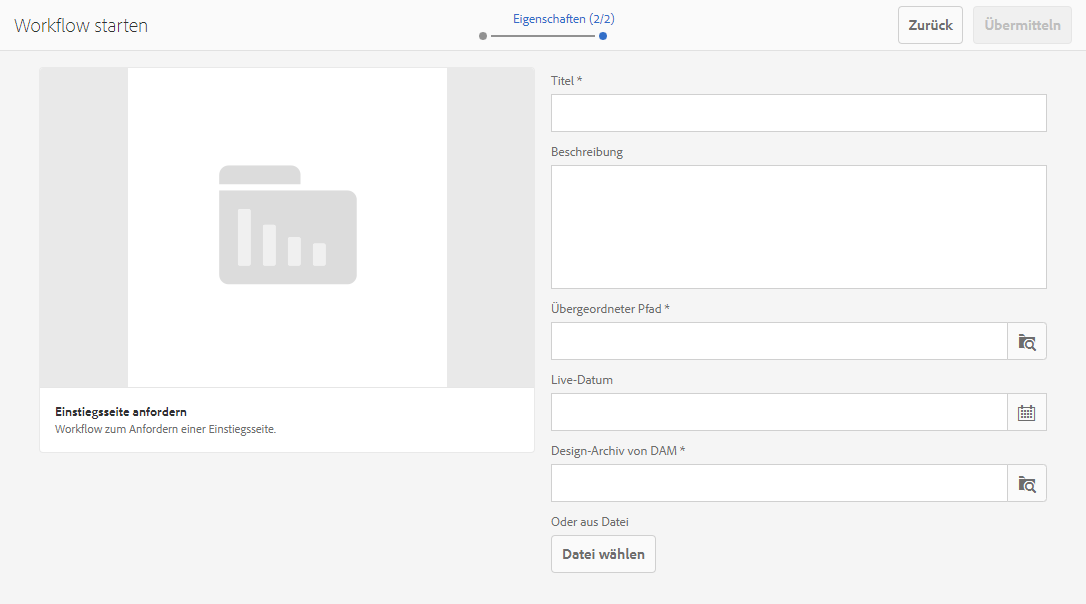 Workflow starten
Eigenschaften (2/2)
Zurück
Übermitteln
Einstiegsseite anfordern
Workflow zum Anfordern einer Einstiegsseite.
Titel *
Beschreibung
Übergeordneter Pfad *
Live-Datum
Design-Archiv von DAM *
Oder aus Datei
Datei wählen